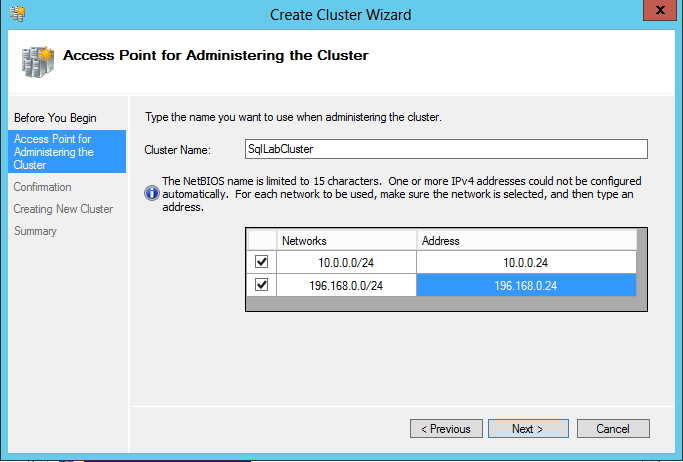 Create Cluster Wizard
x
Access Point for Administering the Cluster
Before You Begin
Access Point for
Administering the
Cluster
Confirmation
Creating New Cluster
Summary
Type the name you want to use when administering the cluster.
Cluster Name: SqlLabCluster
The NetBIOS name is limited to 15 characters. One or more IPv4 addresses could not be configured
automatically. For each network to be used, make sure the network is selected, and then type an
address.
Networks Address
10.0.0.0/24 10.0.0.24
196.168.0.0/24 196.168.0.24
< Previous Next > Cancel